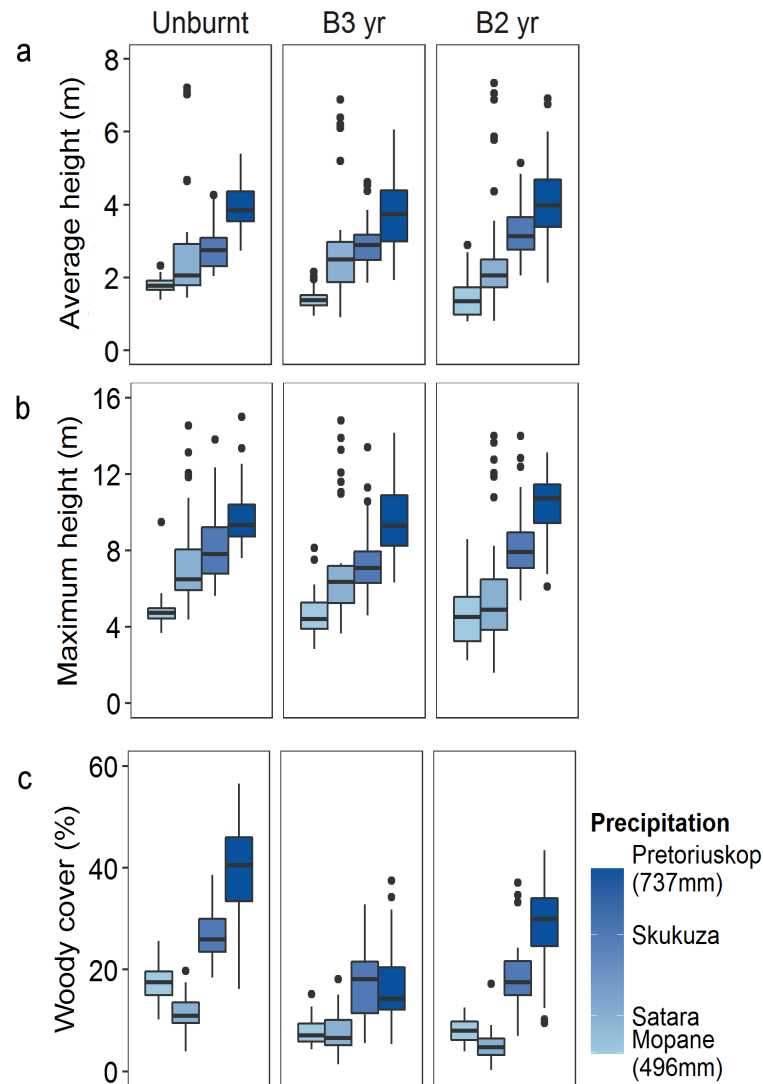 Unburnt B3 yr B2 yr
a
Average height (m)
8
6
4
2
0
b
Maximum height (m)
16
12
8
4
0
c
Woody cover (%)
60
40
20
0
Precipitation
Pretoriuskop
(737mm)
Skukuza
Satara
Mopane
(496mm)